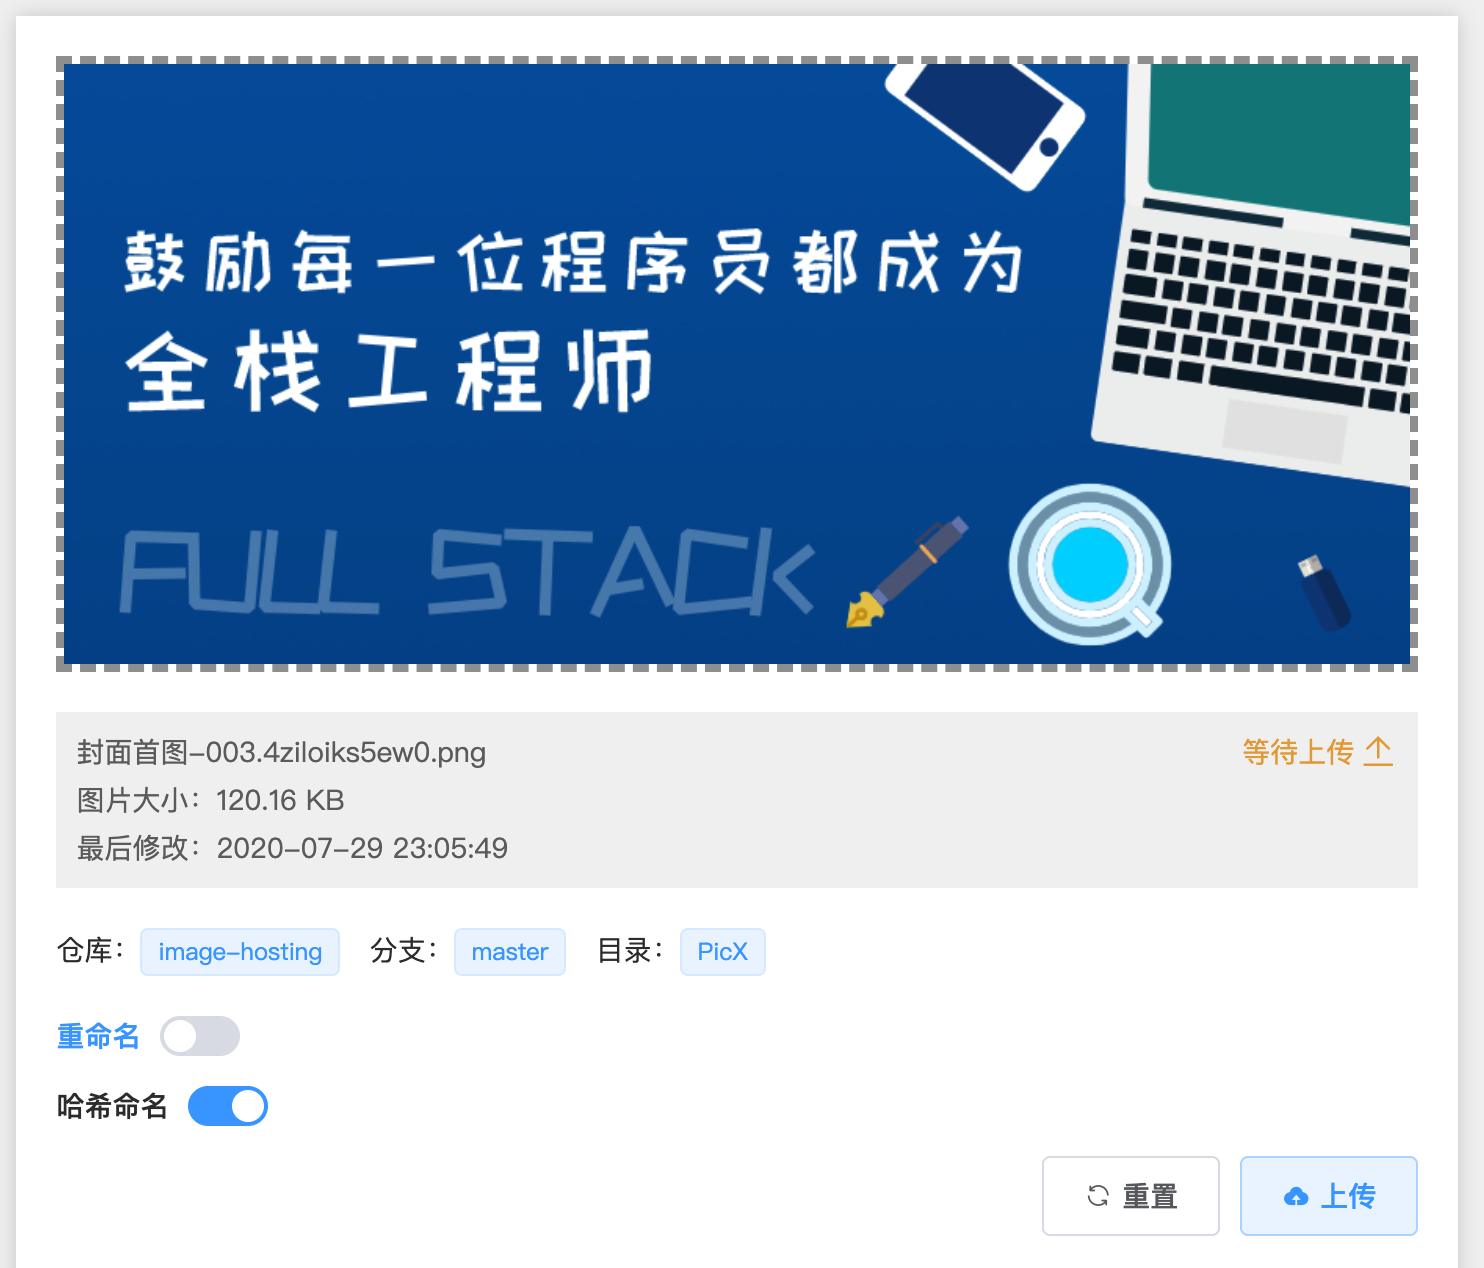 鼓励每一位程序员都成为
全栈工程师
FULL STACK
封面首图-003.4ziloiks5ew0.png
等待上传
图片大小：120.16 KB
最后修改：2020-07-29 23:05:49
仓库： image-hosting 分支： master 目录： PicX
重命名
哈希命名
重置 上传